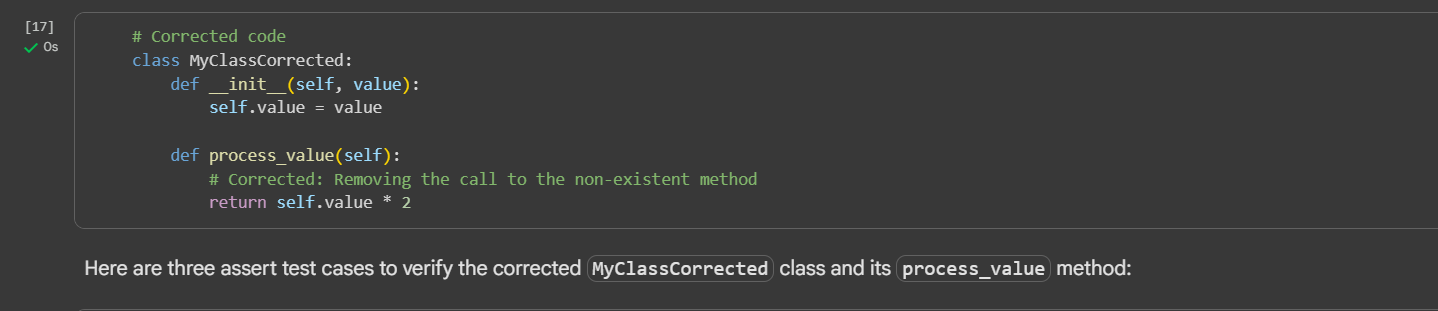 [17]
0s
# Corrected code
class MyClassCorrected:
    def __init__(self, value):
        self.value = value
    def process_value(self):
        # Corrected: Removing the call to the non-existent method
        return self.value * 2
Here are three assert test cases to verify the corrected MyClassCorrected class and its process_value method: